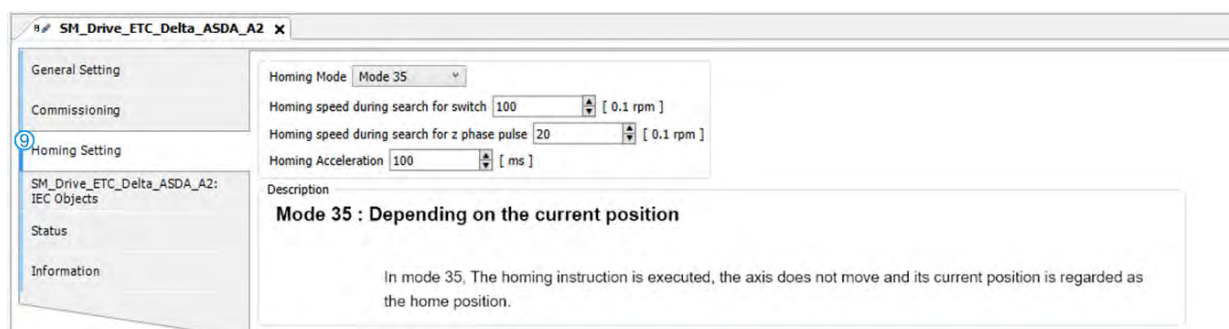 SM_Drive_ETC_Delta_ASDA_A2
General Setting
Commissioning
9
Homing Setting
SM_Drive_ETC_Delta_ASDA_A2:
IEC Objects
Status
Information
Homing Mode Mode 35
Homing speed during search for switch 100 [ 0.1 rpm ]
Homing speed during search for z phase pulse 20 [ 0.1 rpm ]
Homing Acceleration 100 [ ms ]
Description
Mode 35 : Depending on the current position
In mode 35, The homing instruction is executed, the axis does not move and its current position is regarded as
the home position.